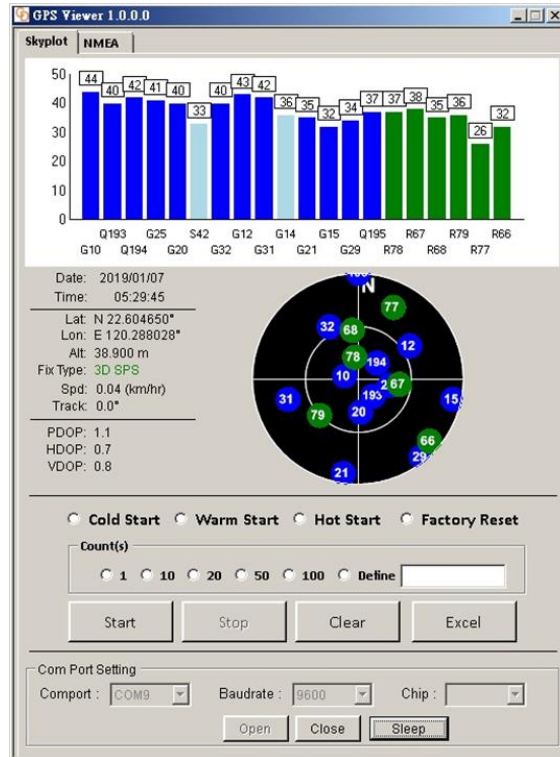 GPS Viewer 1.0.0.0
Skyplot NMEA
50
40
30
20
10
0
44 40 42 41 40 33 40 43 42 36 35 32 34 37 37 38 35 36 26 32
Q193 G25 S42 G12 G14 G15 Q195 R67 R79 R66
G10 Q194 G20 G32 G31 G21 G29 R78 R68 R77
Date: 2019/01/07
Time: 05:29:45
Lat: N 22.604650°
Lon: E 120.288028°
Alt: 38.900 m
Fix Type: 3D SPS
Spd: 0.04 (km/hr)
Track: 0.0°
PDOP: 1.1
HDOP: 0.7
VDOP: 0.8
N
77
32 68
12
78 194
10 67
31 193 15
79 20
66
29
21
Cold Start Warm Start Hot Start Factory Reset
Count(s)
1 10 20 50 100 Define
Start Stop Clear Excel
Com Port Setting
Comport : COM9 Baudrate : 9600 Chip :
Open Close Sleep